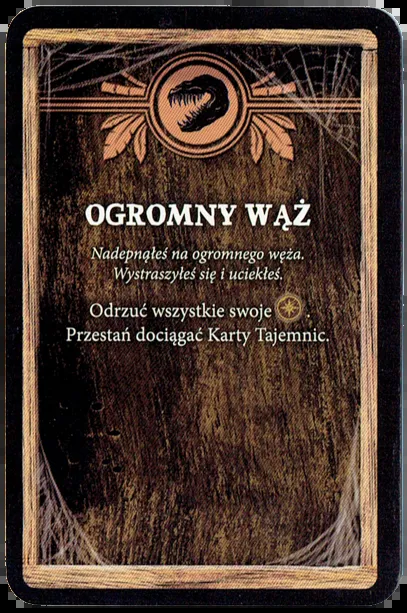 OGROMNY WĄŻ
Nadepnąłeś na ogromnego węża.
Wystraszyłeś się i uciekłeś.
Odrzuć wszystkie swoje .
Przestań dociągać Karty Tajemnic.